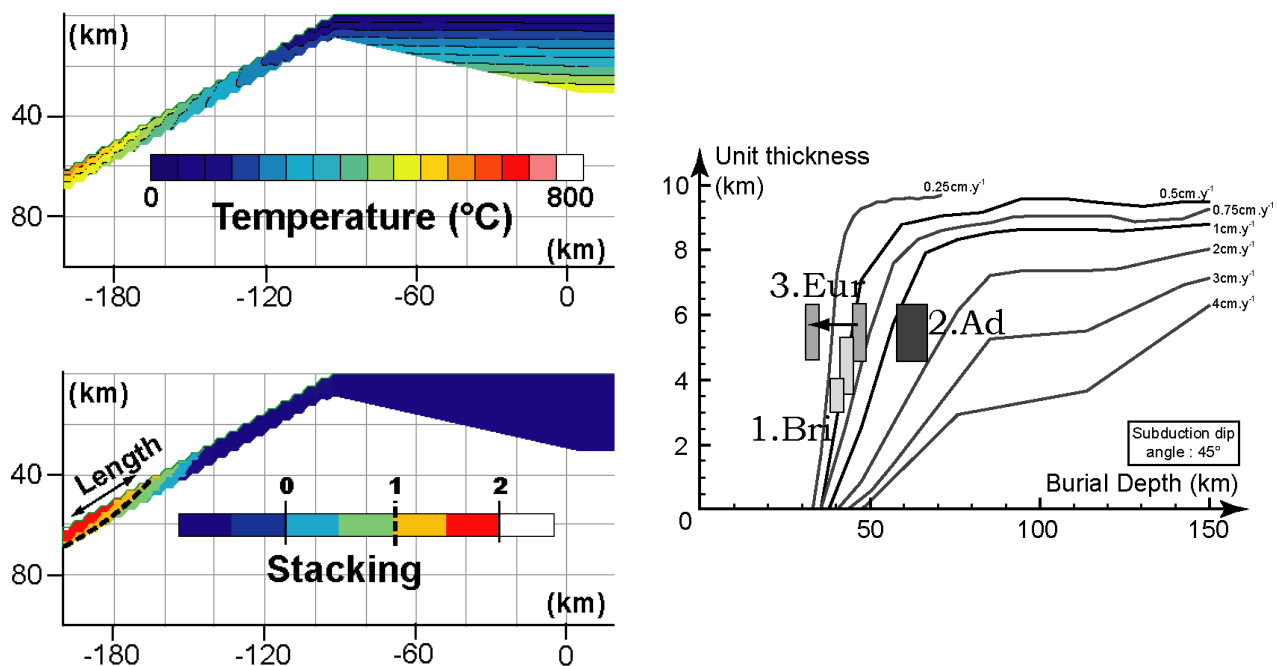 (km)
40
80
0
800
Temperature (°C)
(km)
-180
-120
-60
0
(km)
Length
40
80
0
1
2
Stacking
(km)
-180
-120
-60
0
Unit thickness
(km)
10
8
6
4
2
0
0.25cm.y-1
0.5cm.y-1
0.75cm.y-1
1cm.y-1
2cm.y-1
3cm.y-1
4cm.y-1
3.Eur
2.Ad
1.Bri
Subduction dip
angle : 45°
Burial Depth (km)
50
100
150